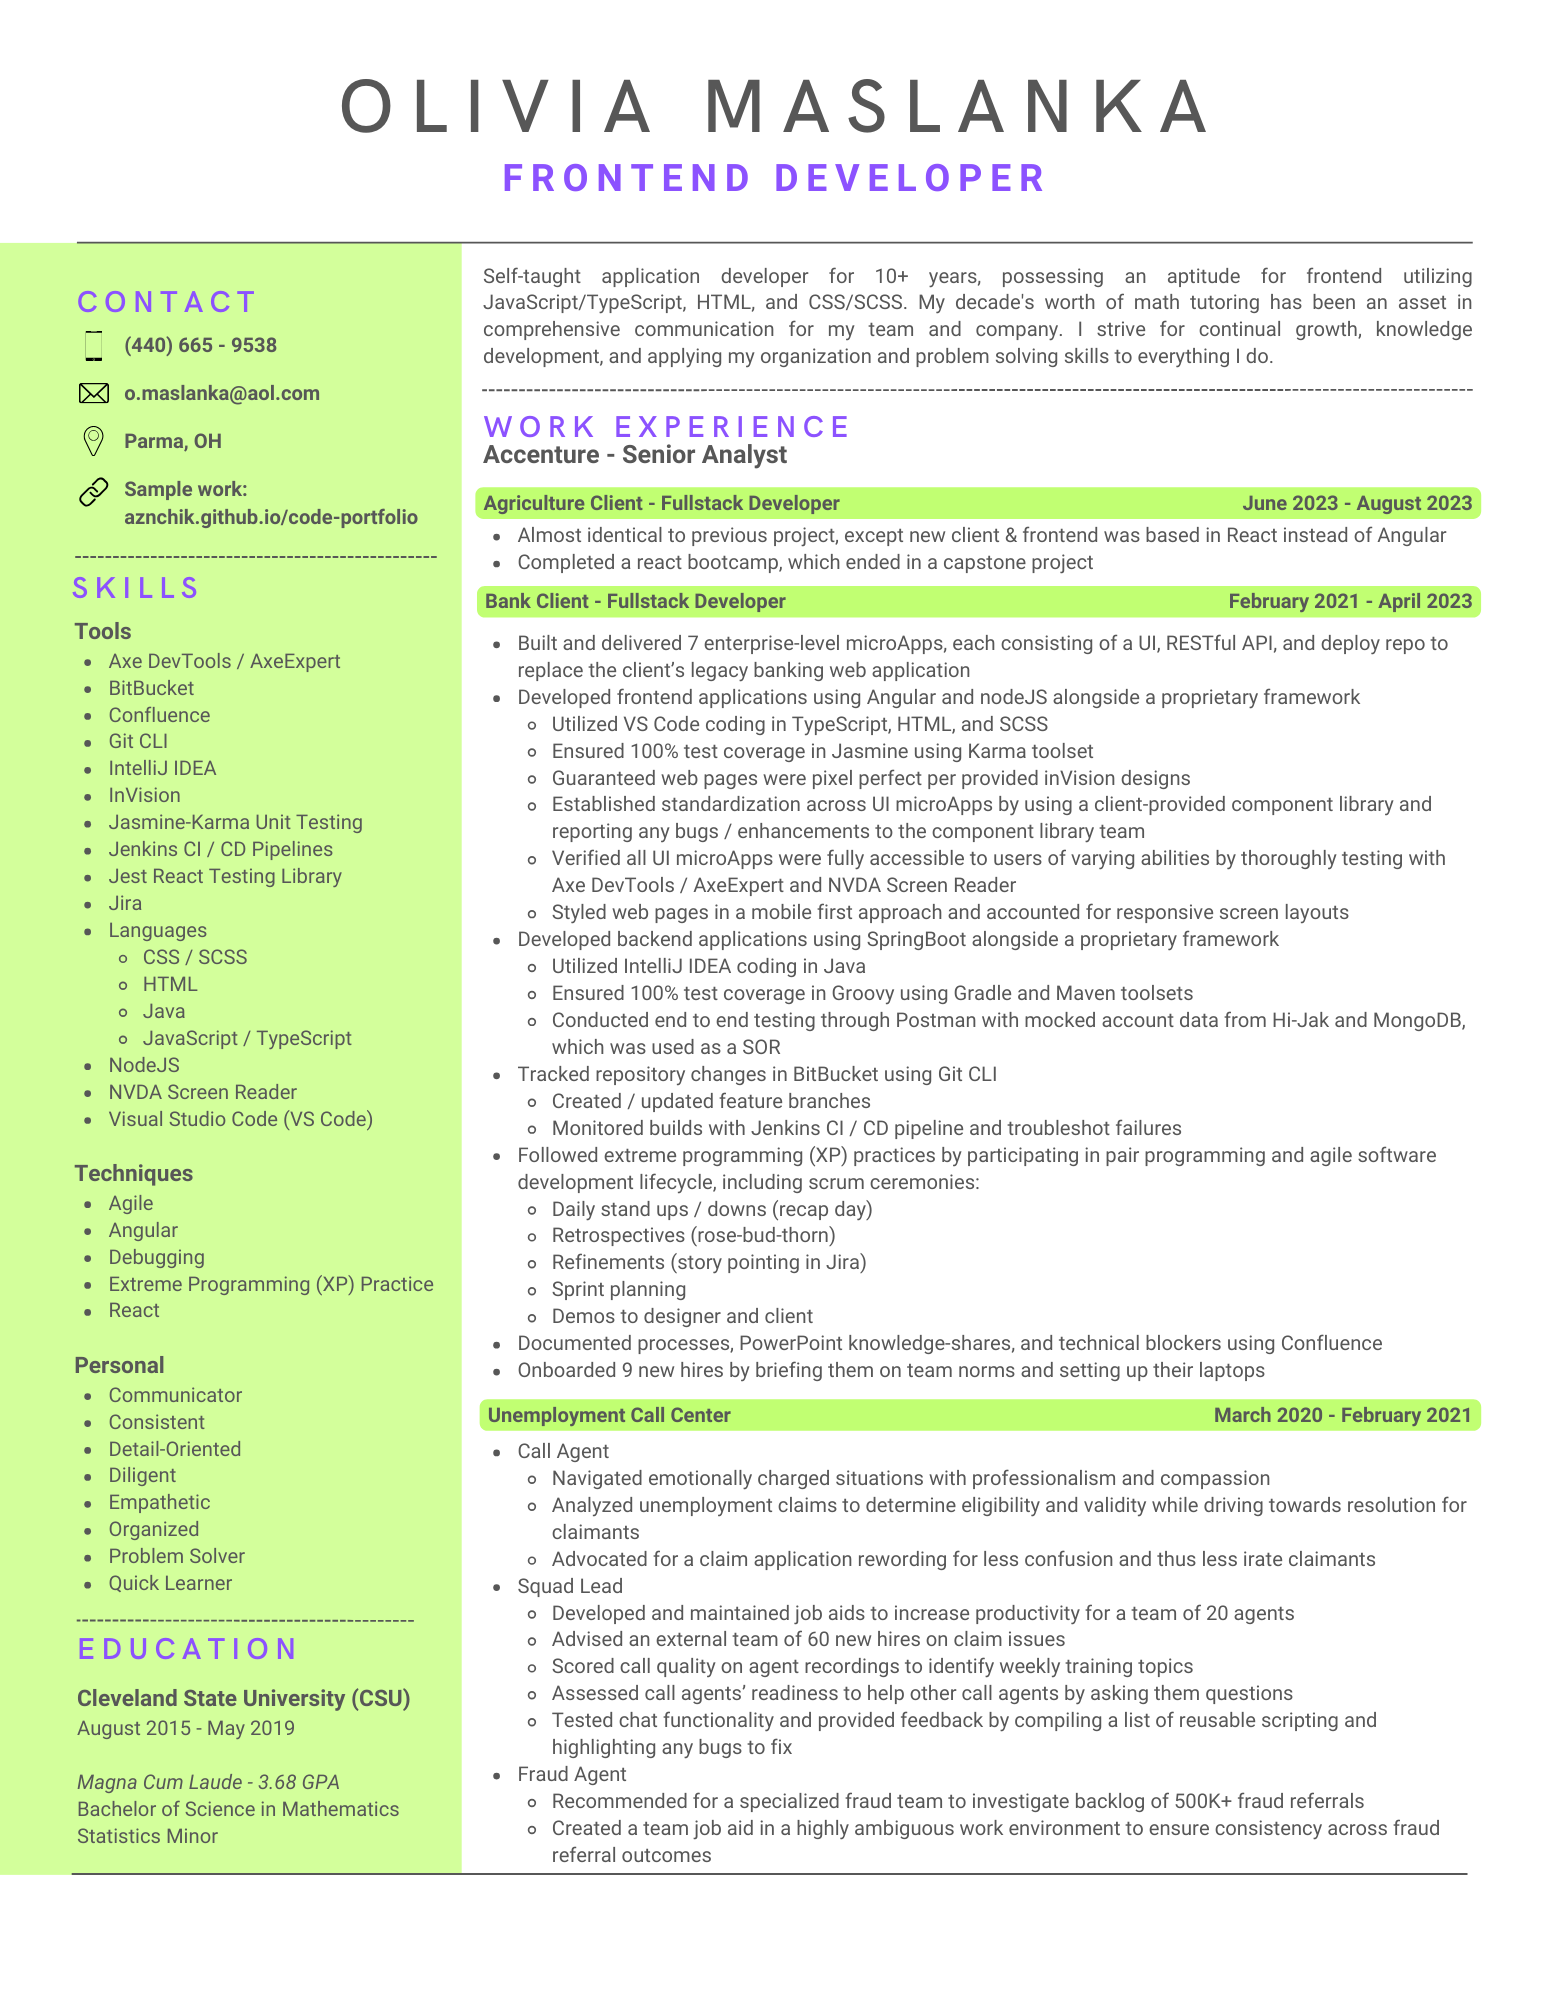 OLIVIA MASLANKA
FRONTEND DEVELOPER
CONTACT
(440) 665 - 9538
o.maslanka@aol.com
Parma, OH
Sample work:
aznchik.github.io/code-portfolio
SKILLS
Tools
Axe DevTools / AxeExpert
BitBucket
Confluence
Git CLI
IntelliJ IDEA
InVision
Jasmine-Karma Unit Testing
Jenkins CI / CD Pipelines
Jest React Testing Library
Jira
Languages
CSS / SCSS
HTML
Java
JavaScript / TypeScript
NodeJS
NVDA Screen Reader
Visual Studio Code (VS Code)
Techniques
Agile
Angular
Debugging
Extreme Programming (XP) Practice
React
Personal
Communicator
Consistent
Detail-Oriented
Diligent
Empathetic
Organized
Problem Solver
Quick Learner
EDUCATION
Cleveland State University (CSU)
August 2015 - May 2019
Magna Cum Laude - 3.68 GPA
Bachelor of Science in Mathematics
Statistics Minor
Self-taught application developer for 10+ years, possessing an aptitude for frontend utilizing
JavaScript/TypeScript, HTML, and CSS/SCSS. My decade's worth of math tutoring has been an asset in
comprehensive communication for my team and company. I strive for continual growth, knowledge
development, and applying my organization and problem solving skills to everything I do.
WORK EXPERIENCE
Accenture - Senior Analyst
Agriculture Client - Fullstack Developer June 2023 - August 2023
Almost identical to previous project, except new client & frontend was based in React instead of Angular
Completed a react bootcamp, which ended in a capstone project
Bank Client - Fullstack Developer February 2021 - April 2023
Built and delivered 7 enterprise-level microApps, each consisting of a UI, RESTful API, and deploy repo to
replace the client’s legacy banking web application
Developed frontend applications using Angular and nodeJS alongside a proprietary framework
Utilized VS Code coding in TypeScript, HTML, and SCSS
Ensured 100% test coverage in Jasmine using Karma toolset
Guaranteed web pages were pixel perfect per provided inVision designs
Established standardization across UI microApps by using a client-provided component library and
reporting any bugs / enhancements to the component library team
Verified all UI microApps were fully accessible to users of varying abilities by thoroughly testing with
Axe DevTools / AxeExpert and NVDA Screen Reader
Styled web pages in a mobile first approach and accounted for responsive screen layouts
Developed backend applications using SpringBoot alongside a proprietary framework
Utilized IntelliJ IDEA coding in Java
Ensured 100% test coverage in Groovy using Gradle and Maven toolsets
Conducted end to end testing through Postman with mocked account data from Hi-Jak and MongoDB,
which was used as a SOR
Tracked repository changes in BitBucket using Git CLI
Created / updated feature branches
Monitored builds with Jenkins CI / CD pipeline and troubleshot failures
Followed extreme programming (XP) practices by participating in pair programming and agile software
development lifecycle, including scrum ceremonies:
Daily stand ups / downs (recap day)
Retrospectives (rose-bud-thorn)
Refinements (story pointing in Jira)
Sprint planning
Demos to designer and client
Documented processes, PowerPoint knowledge-shares, and technical blockers using Confluence
Onboarded 9 new hires by briefing them on team norms and setting up their laptops
Unemployment Call Center March 2020 - February 2021
Call Agent
Navigated emotionally charged situations with professionalism and compassion
Analyzed unemployment claims to determine eligibility and validity while driving towards resolution for
claimants
Advocated for a claim application rewording for less confusion and thus less irate claimants
Squad Lead
Developed and maintained job aids to increase productivity for a team of 20 agents
Advised an external team of 60 new hires on claim issues
Scored call quality on agent recordings to identify weekly training topics
Assessed call agents’ readiness to help other call agents by asking them questions
Tested chat functionality and provided feedback by compiling a list of reusable scripting and
highlighting any bugs to fix
Fraud Agent
Recommended for a specialized fraud team to investigate backlog of 500K+ fraud referrals
Created a team job aid in a highly ambiguous work environment to ensure consistency across fraud
referral outcomes